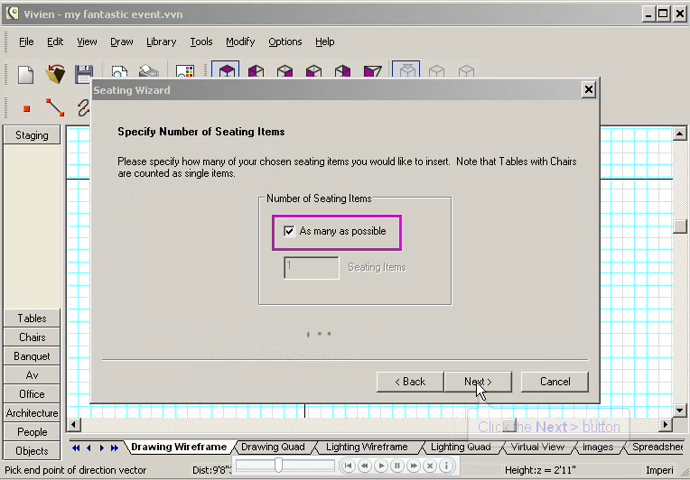 Vivien - my fantastic event.vvn
File Edit View Draw Library Tools Modify Options Help
Seating Wizard
Staging
Specify Number of Seating Items
Please specify how many of your chosen seating items you would like to insert. Note that Tables with Chairs
are counted as single items.
Number of Seating Items
As many as possible
1 Seating Items
Tables
Chairs
Banquet
Av
Office
Architecture
People
Objects
< Back Next > Cancel
Click the Next > button
Drawing Wireframe Drawing Quad Lighting Wireframe Lighting Quad Virtual View Images Spreadshee
Pick end point of direction vector Dist:9'8" Height:z = 2'11" Imperi